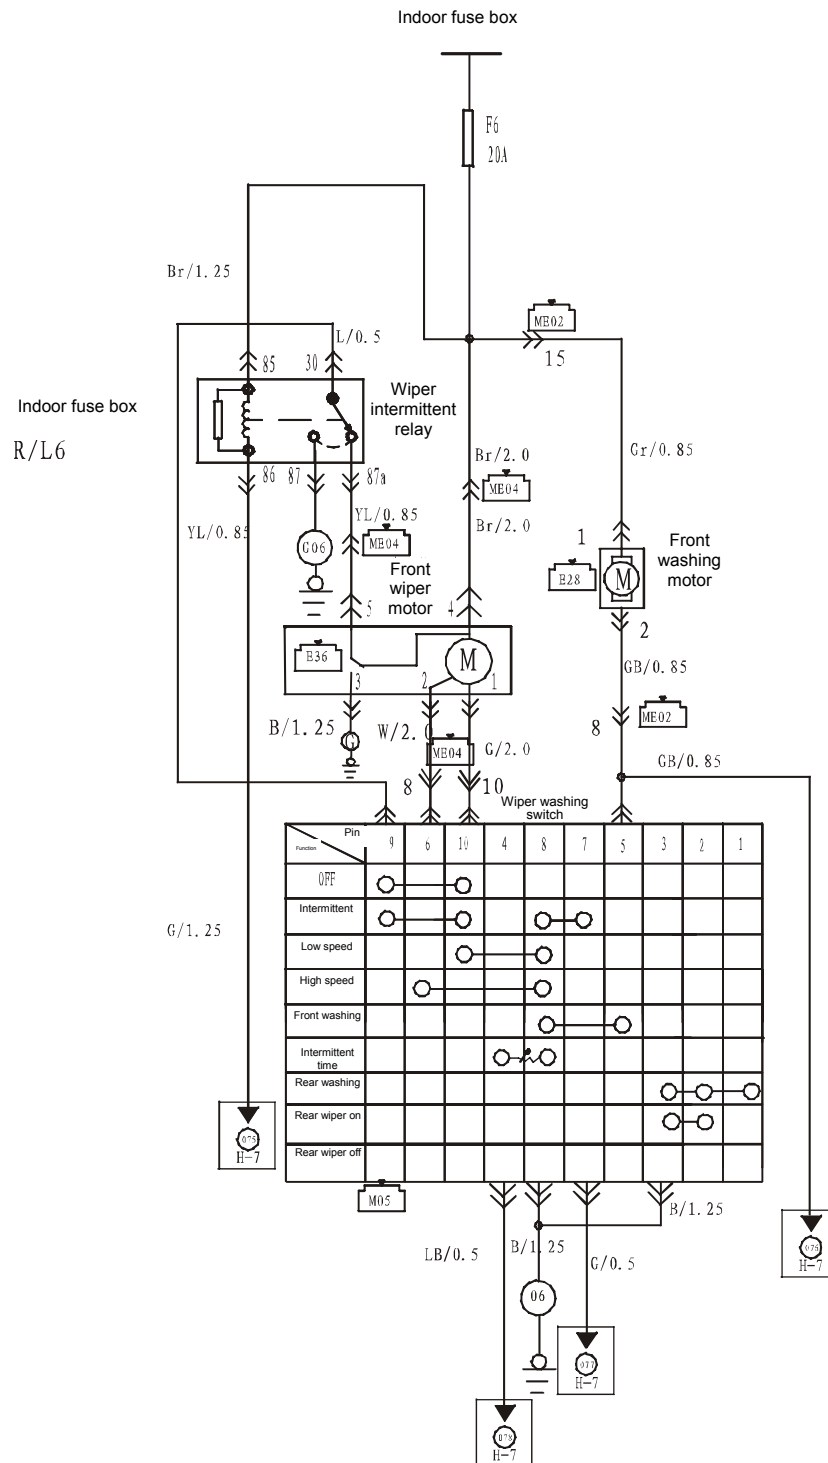 Indoor fuse box
F6
20A
Br/1.25
ME02
L/0.5
15
85
30
Indoor fuse box
R/L6
Wiper
intermittent
relay
Br/2.0
Gr/0.85
86
87
87a
ME04
YL/0.85
YL/0.85
ME04
Br/2.0
G06
1
Front
washing
motor
Front
wiper
motor
E28
M
5
4
2
E36
M
3
2
1
GB/0.85
B/1.25
G
W/2.0
ME04
G/2.0
8
ME02
GB/0.85
8
10
Wiper washing
switch
Pin
Function
9
6
10
4
8
7
5
3
2
1
OFF
Intermittent
G/1.25
Low speed
High speed
Front washing
Intermittent
time
Rear washing
Rear wiper on
Rear wiper off
H-7
M05
B/1.25
LB/0.5
B/1.25
G/0.5
H-7
06
077
H-7
078
H-7